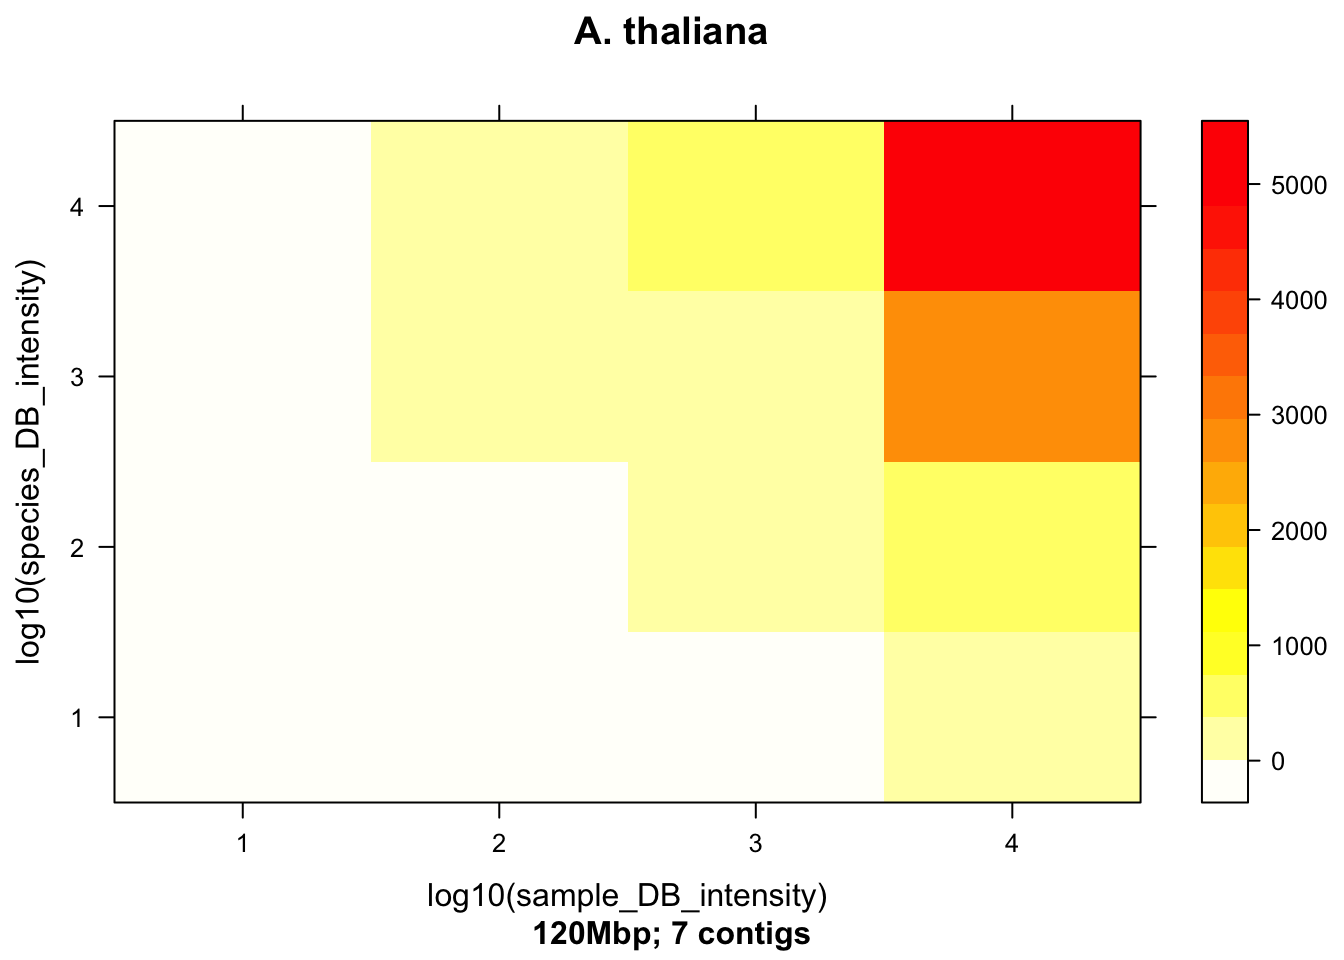 A. thaliana
4
3
2
1
log10(species_DB_intensity)
1 2 3 4
log10(sample_DB_intensity)
120Mbp; 7 contigs
5000
4000
3000
2000
1000
0